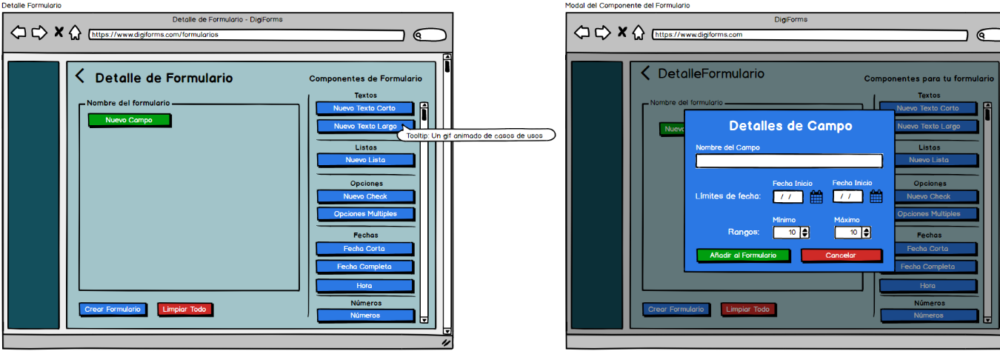 Detalle Formulario
Detalle de Formulario - DigiForms
https://www.digiforms.com/formularios
Detalle de Formulario
Componentes de Formulario
Nombre del formulario
Nuevo Campo
Textos
Nuevo Texto Corto
Nuevo Texto Largo
Tooltip: Un gif animado de casos de usos
Listas
Nuevo Lista
Opciones
Nuevo Check
Opciones Multiples
Fechas
Fecha Corta
Fecha Completa
Hora
Números
Números
Crear Formulario
Limpiar Todo
Modal del Componente del Formulario
DigiForms
https://www.digiforms.com
DetalleFormulario
Componentes para tu formulario
Nombre del formulario
Nuevo
Textos
Nuevo Texto Corto
Nuevo Texto Largo
Listas
Nuevo Lista
Opciones
Nuevo Check
Opciones Multiples
Fechas
Fecha Corta
Fecha Completa
Hora
Números
Números
Crear Formulario
Limpiar Todo
Detalles de Campo
Nombre del Campo
Fecha Inicio
Fecha Inicio
Límites de fecha:
/ /
/ /
Mínimo
Máximo
Rangos:
10
10
Añadir al Formulario
Cancelar